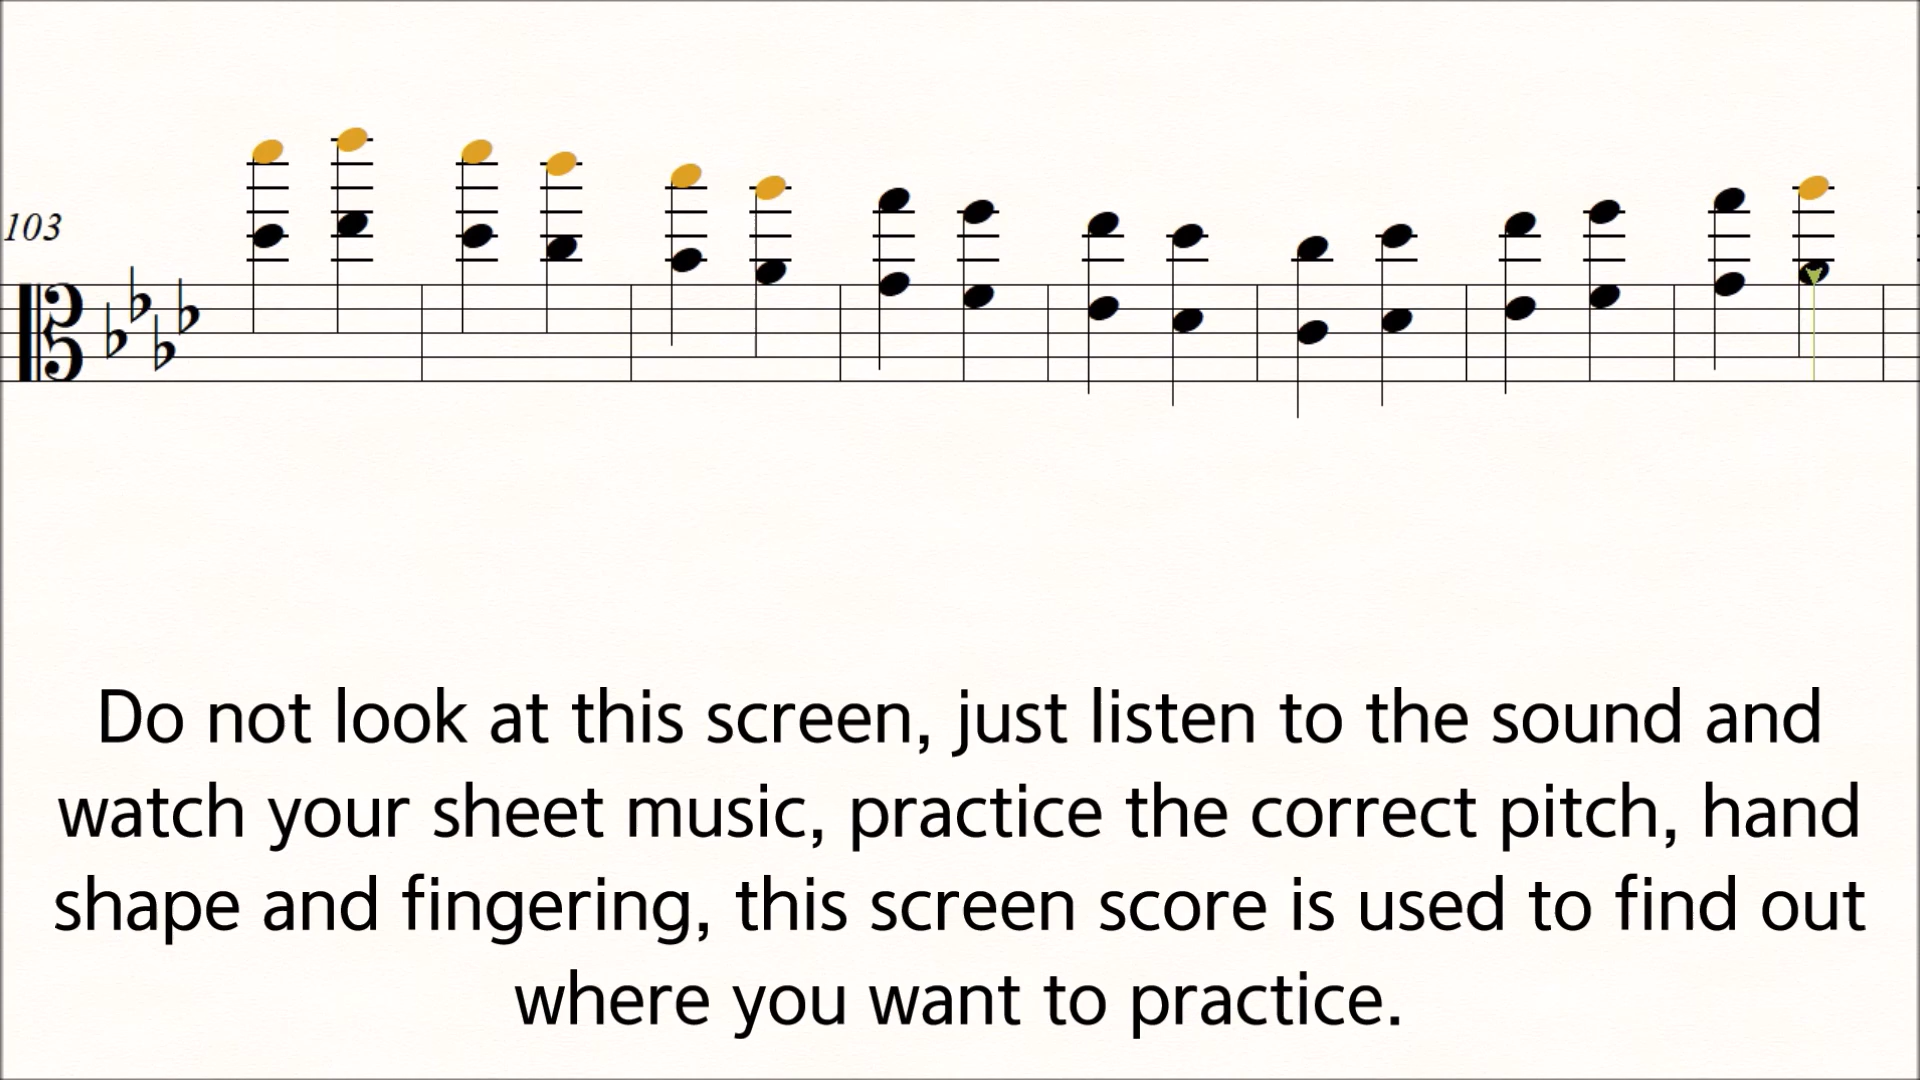 103
Do not look at this screen, just listen to the sound and
watch your sheet music, practice the correct pitch, hand
shape and fingering, this screen score is used to find out
where you want to practice.